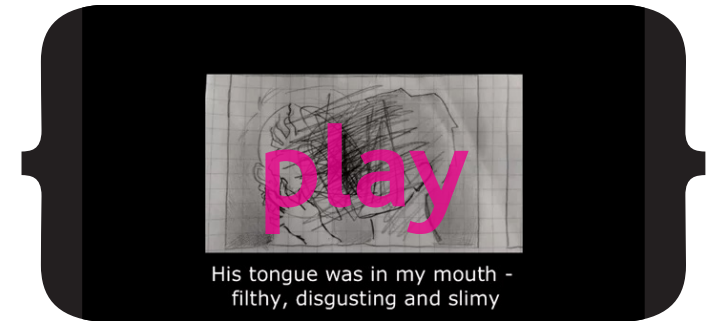 play
His tongue was in my mouth -
filthy, disgusting and slimy